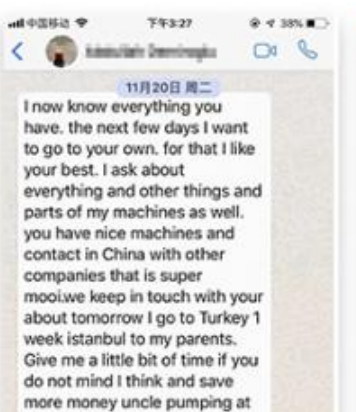 中国移动 下午3:27 38%
11月20日 周二
I now know everything you
have. the next few days I want
to go to your own. for that I like
your best. I ask about
everything and other things and
parts of my machines as well.
you have nice machines and
contact in China with other
companies that is super
mooi.we keep in touch with your
about tomorrow I go to Turkey 1
week istanbul to my parents.
Give me a little bit of time if you
do not mind I think and save
more money uncle pumping at